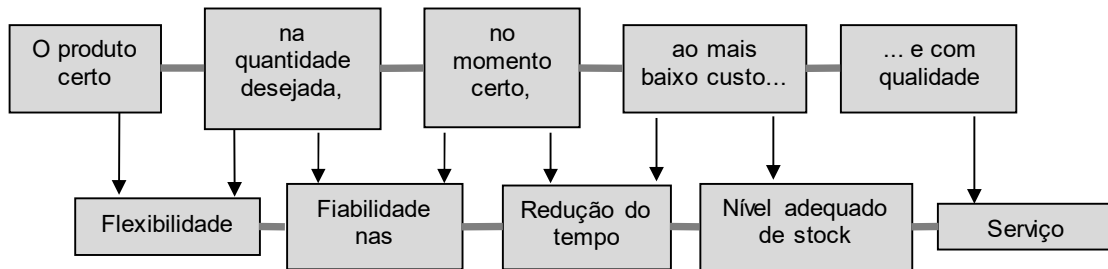 O produto
certo
na
quantidade
desejada,
no
momento
certo,
ao mais
baixo custo...
... e com
qualidade
Flexibilidade
Fiabilidade
nas
Redução do
tempo
Nível adequado
de stock
Serviço